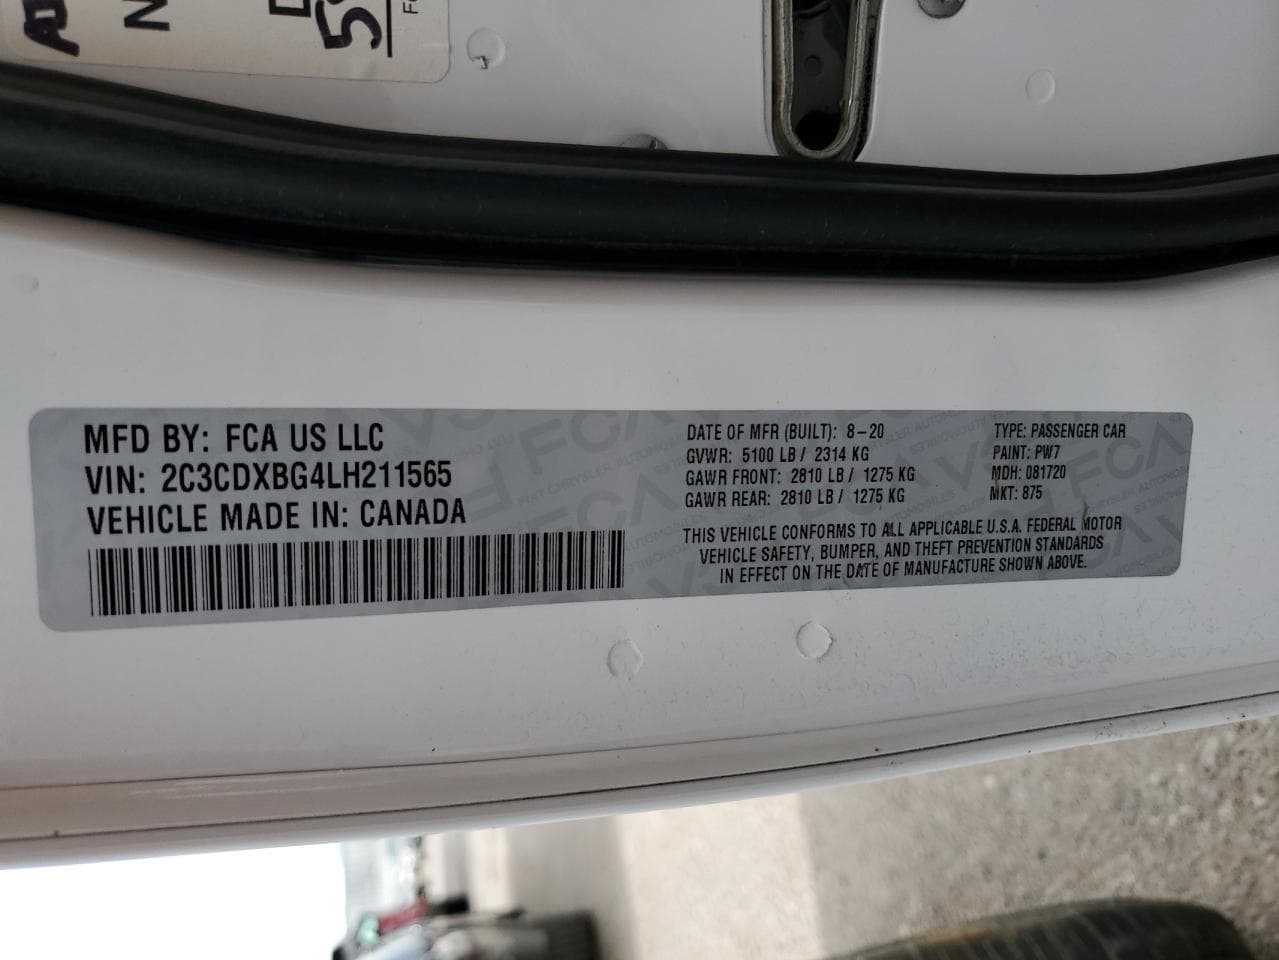 MFD BY: FCA US LLC
VIN: 2C3CDXBG4LH211565
VEHICLE MADE IN: CANADA
DATE OF MFR (BUILT): 8-20
GVWR: 5100 LB / 2314 KG
GAWR FRONT: 2810 LB / 1275 KG
GAWR REAR: 2810 LB / 1275 KG
TYPE: PASSENGER CAR
PAINT: PW7
MDH: 081720
MKT: 875
THIS VEHICLE CONFORMS TO ALL APPLICABLE U.S.A. FEDERAL MOTOR
VEHICLE SAFETY, BUMPER, AND THEFT PREVENTION STANDARDS
IN EFFECT ON THE DATE OF MANUFACTURE SHOWN ABOVE.